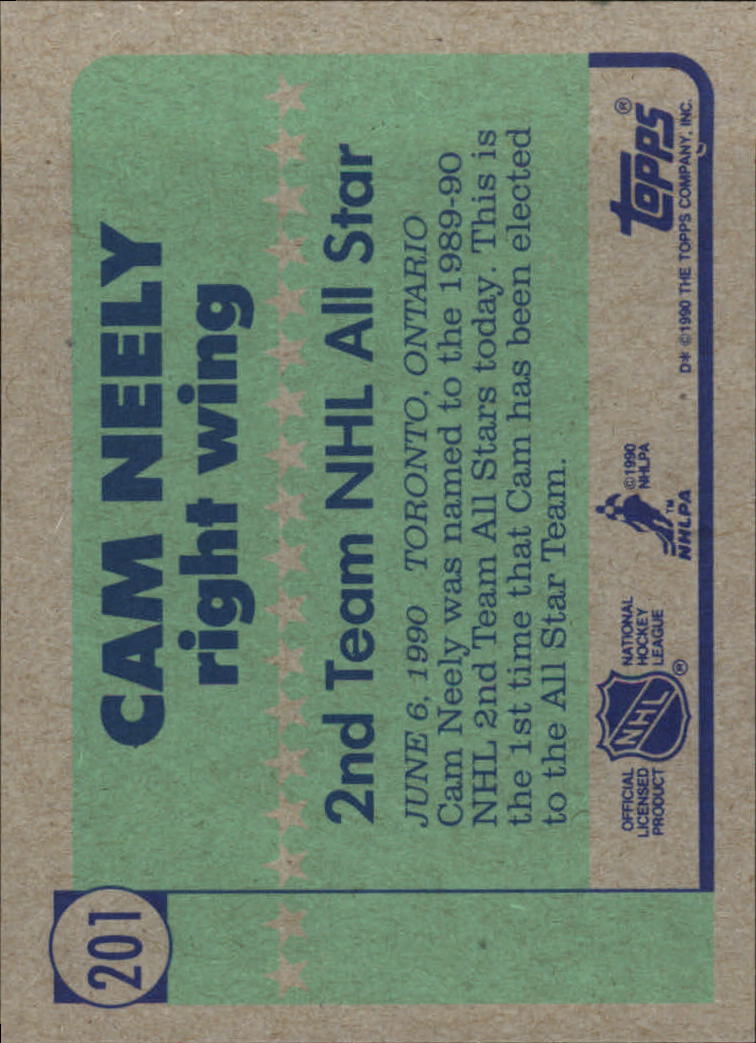 201
CAM NEELY
right wing
2nd Team NHL All Star
JUNE 6, 1990 TORONTO, ONTARIO
Cam Neely was named to the 1989-90
NHL 2nd Team All Stars today. This is
the 1st time that Cam has been elected
to the All Star Team.
OFFICIAL
LICENSED
PRODUCT
NHL
®
NATIONAL
HOCKEY
LEAGUE
NHLPA
™
©1990
NHLPA
TOPPS
®
D* ©1990 THE TOPPS COMPANY, INC.